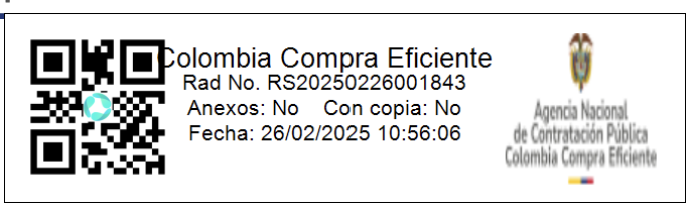 Colombia Compra Eficiente
Rad No. RS20250226001843
Anexos: No Con copia: No
Fecha: 26/02/2025 10:56:06
Agencia Nacional
de Contratación Pública
Colombia Compra Eficiente